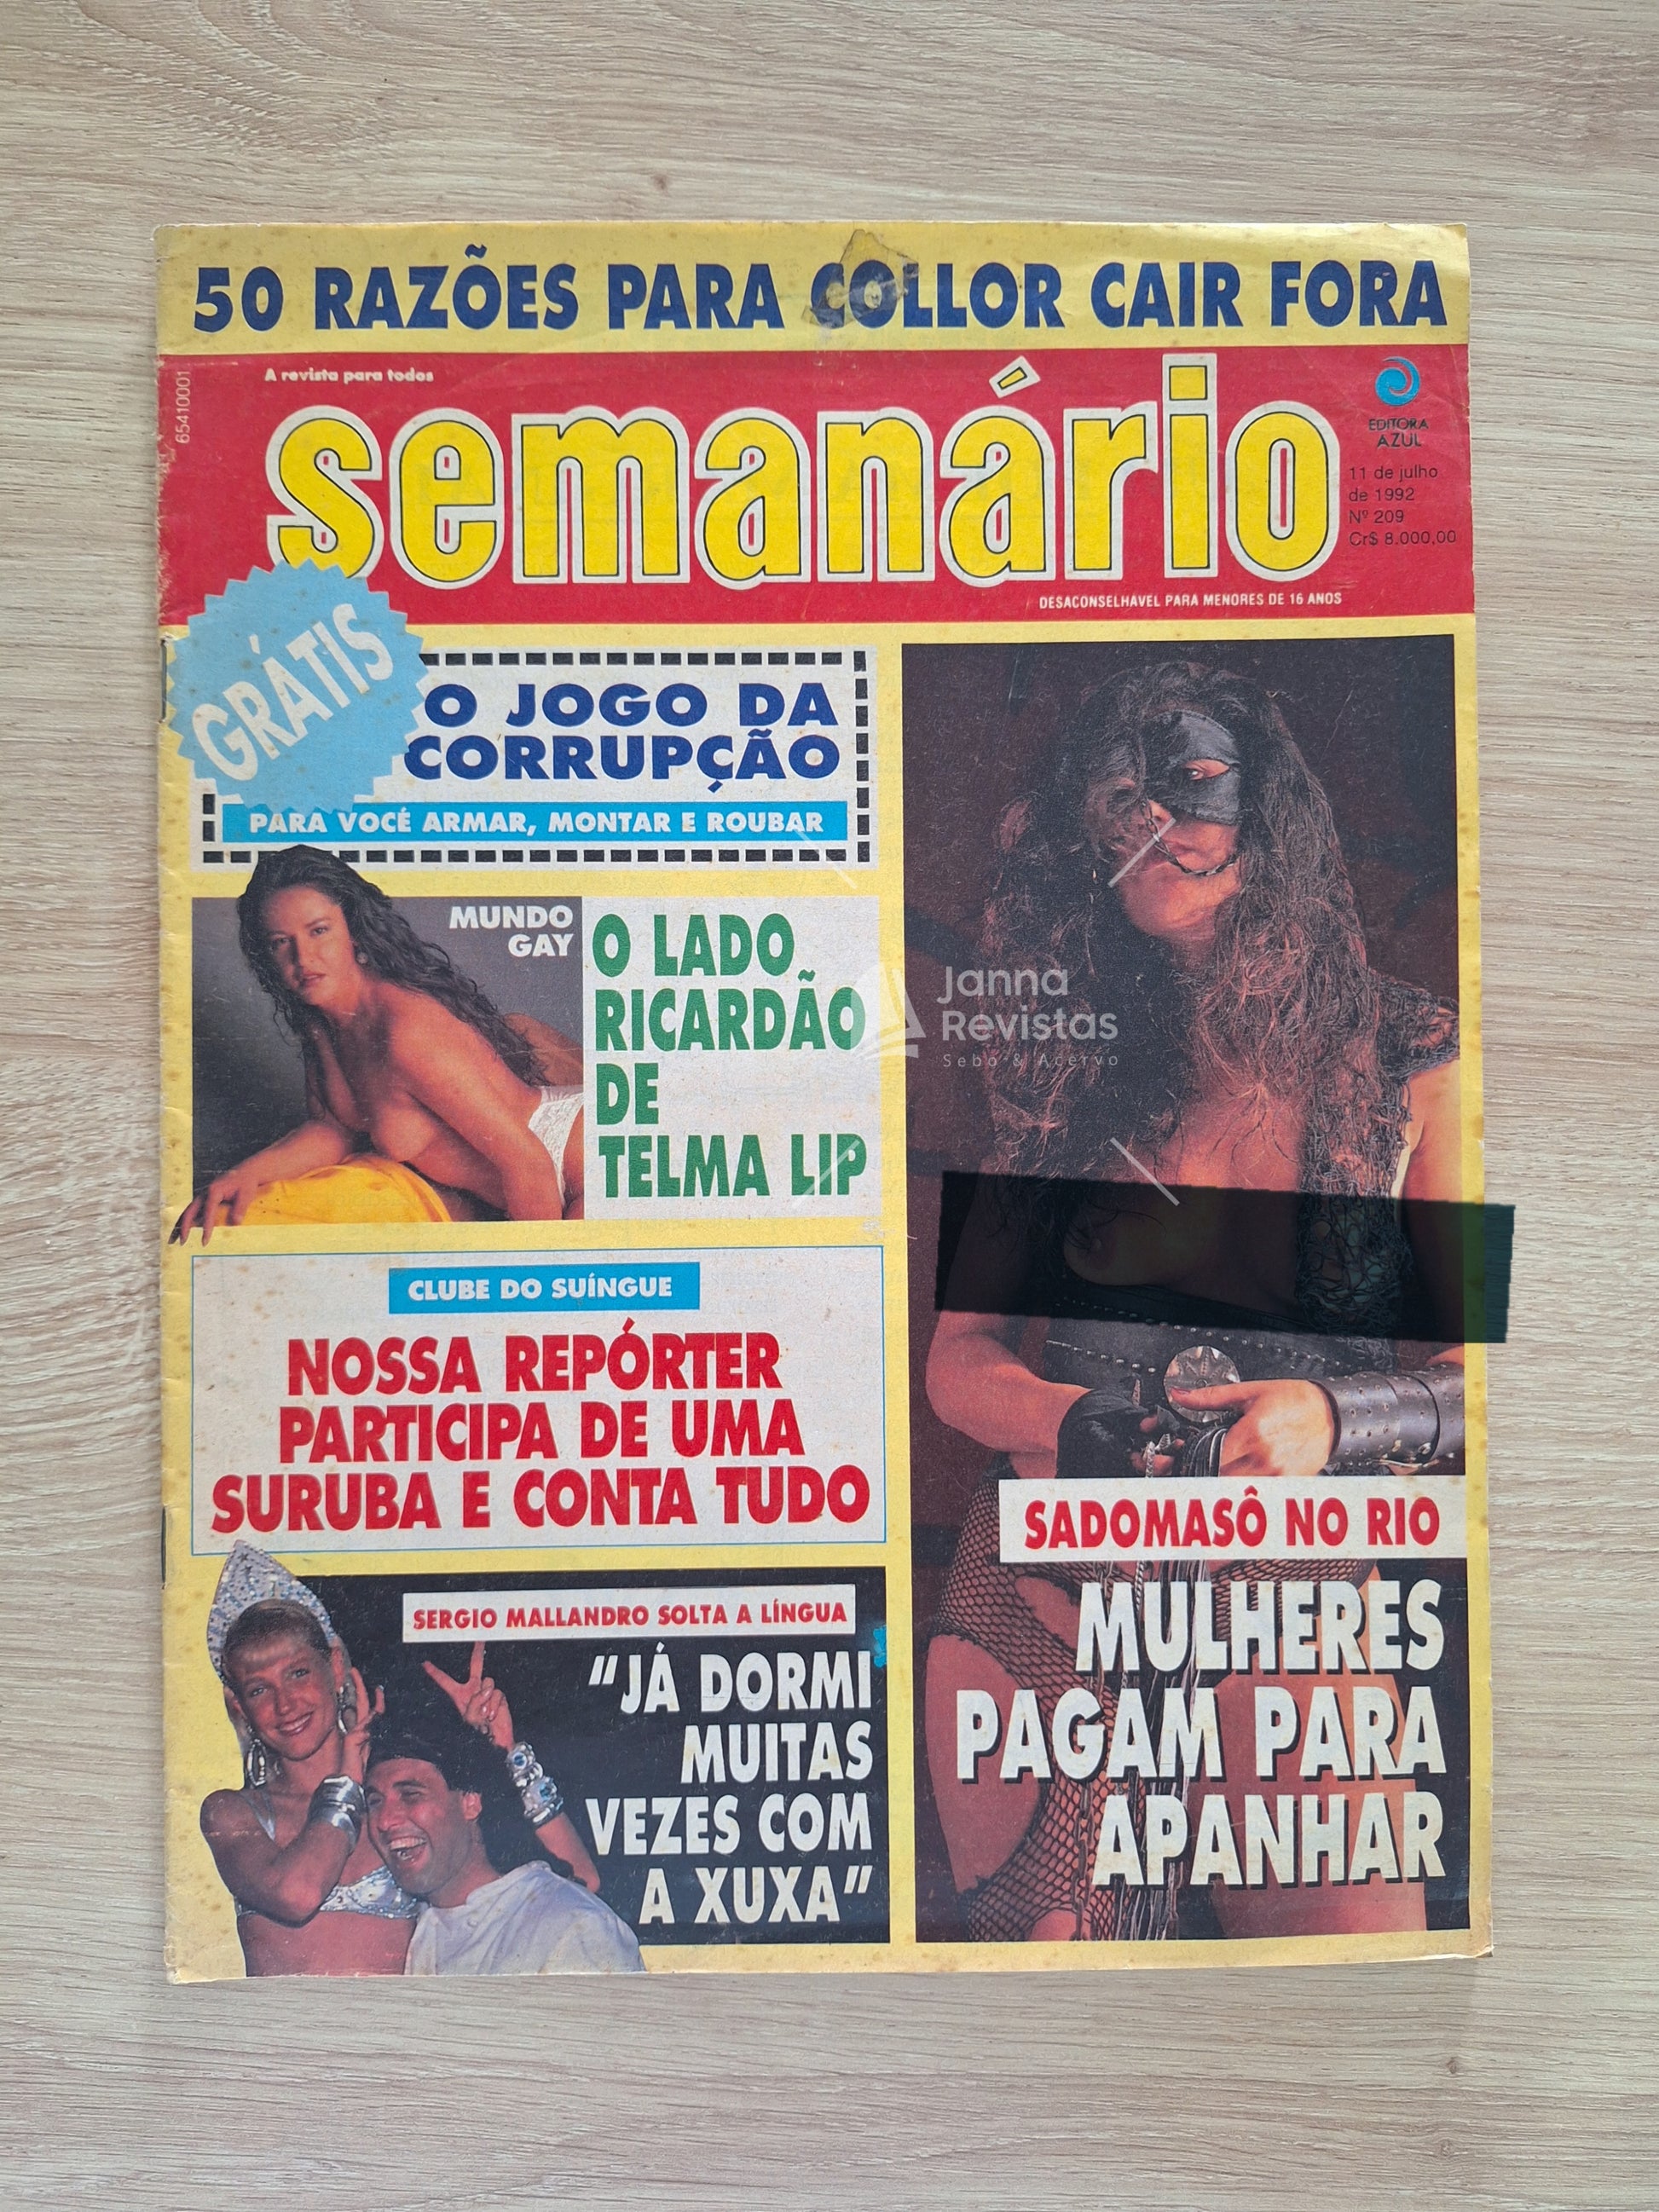 50 RAZÕES PARA COLLOR CAIR FORA
65410001
A revista para todos
semanário
EDITORA
AZUL
11 de julho
de 1992
Nº 209
Cr$ 8.000,00
DESACONSELHAVEL PARA MENORES DE 16 ANOS
GRÁTIS
O JOGO DA
CORRUPÇÃO
PARA VOCÊ ARMAR, MONTAR E ROUBAR
MUNDO
GAY
O LADO
RICARDÃO
DE
TELMA LIP
Janna
Revistas
Sebo & Acervo
CLUBE DO SUÍNGUE
NOSSA REPÓRTER
PARTICIPA DE UMA
SURUBA E CONTA TUDO
SERGIO MALLANDRO SOLTA A LÍNGUA
"JÁ DORMI
MUITAS
VEZES COM
A XUXA"
SADOMASÔ NO RIO
MULHERES
PAGAM PARA
APANHAR